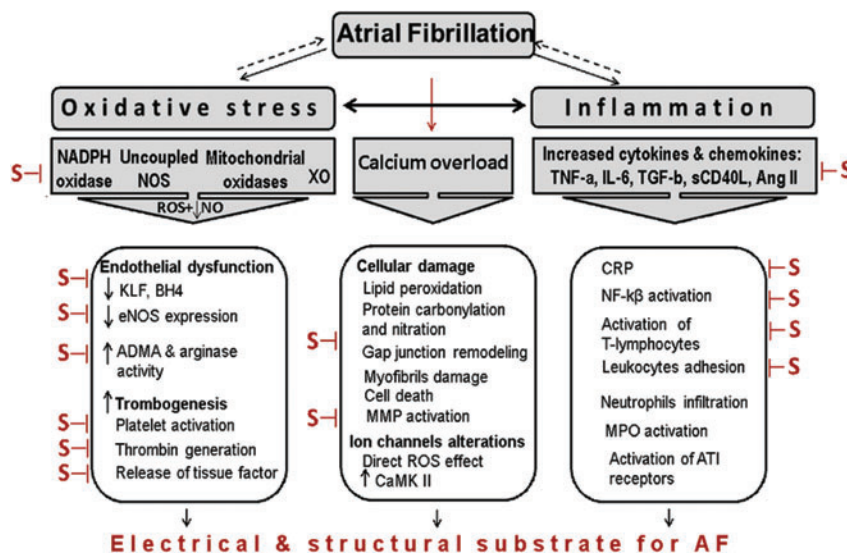 Atrial Fibrillation
Oxidative stress
Inflammation
S
NADPH
oxidase
Uncoupled
NOS
Mitochondrial
oxidases
XO
ROS+↓NO
Calcium overload
Increased cytokines & chemokines:
TNF-a, IL-6, TGF-b, sCD40L, Ang II
S
S
S
S
S
S
S
Endothelial dysfunction
↓ KLF, BH4
↓ eNOS expression
↑ ADMA & arginase
activity
↑ Trombogenesis
Platelet activation
Thrombin generation
Release of tissue factor
S
S
Cellular damage
Lipid peroxidation
Protein carbonylation
and nitration
Gap junction remodeling
Myofibrils damage
Cell death
MMP activation
Ion channels alterations
Direct ROS effect
↑ CaMK II
CRP
NF-kβ activation
Activation of
T-lymphocytes
Leukocytes adhesion
Neutrophils infiltration
MPO activation
Activation of ATI
receptors
S
S
S
S
Electrical & structural substrate for AF